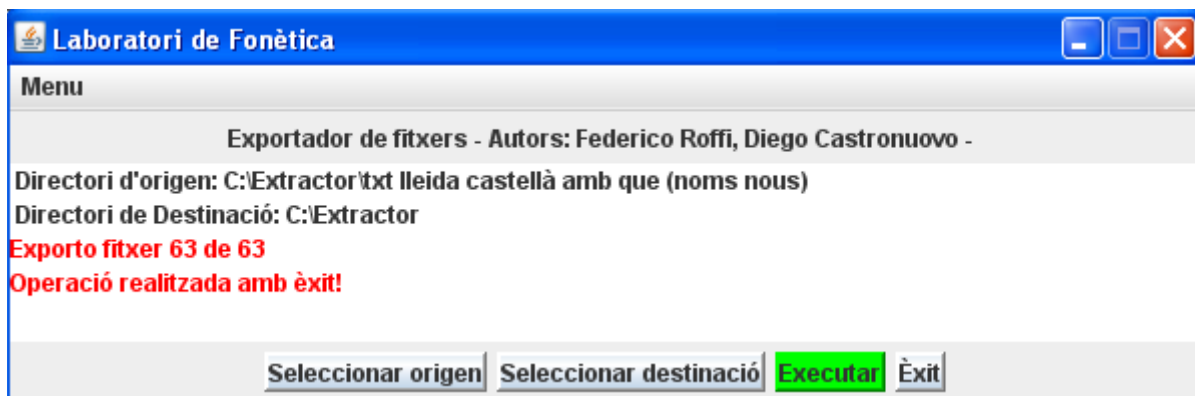 Laboratori de Fonètica
Menu
Exportador de fitxers - Autors: Federico Roffi, Diego Castronuovo -
Directori d'origen: C:\Extractor\txt lleida castellà amb que (noms nous)
Directori de Destinació: C:\Extractor
Exporto fitxer 63 de 63
Operació realitzada amb èxit!
Seleccionar origen Seleccionar destinació Executar Èxit